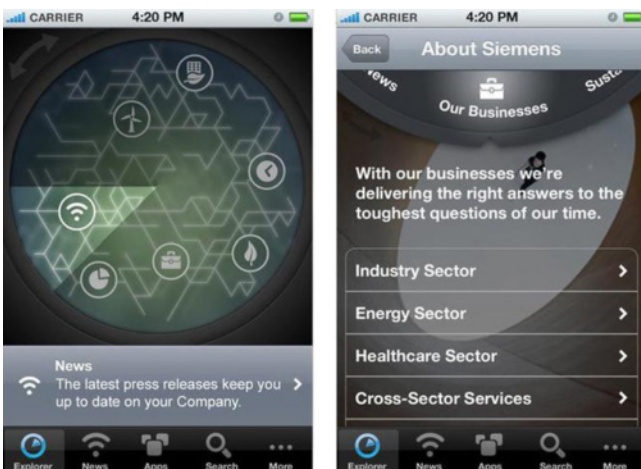 CARRIER 4:20 PM
News
The latest press releases keep you
up to date on your Company.
Explorer News Apps Search More
CARRIER 4:20 PM
Back About Siemens
News Our Businesses
With our businesses we're
delivering the right answers to the
toughest questions of our time.
Industry Sector
Energy Sector
Healthcare Sector
Cross-Sector Services
Explorer News Apps Search More